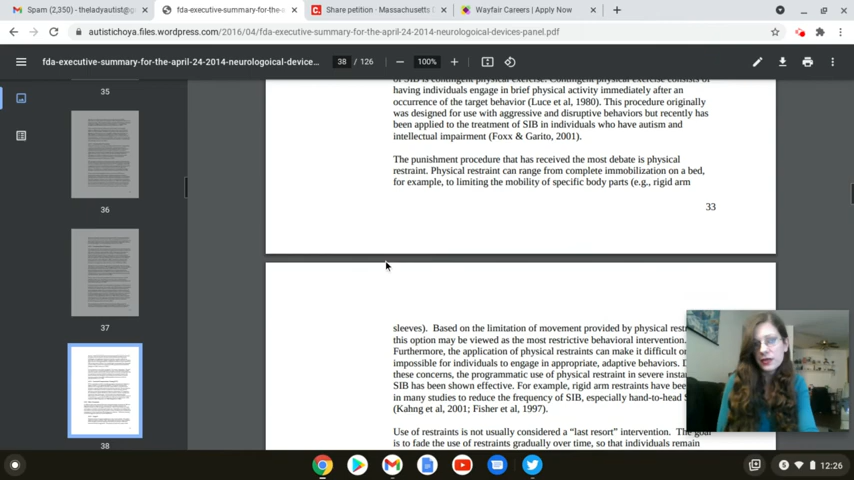 Spam (2,350) - theladyautist@g
fda-executive-summary-for-the-a
Share petition · Massachusetts D
Wayfair Careers | Apply Now
autistichoya.files.wordpress.com/2016/04/fda-executive-summary-for-the-april-24-2014-neurologoical-devices-panel.pdf
fda-executive-summary-for-the-april-24-2014-neurologoical-device...
38 / 126
100%
35
36
37
38
of SIB is contingent physical exercise. Contingent physical exercise consists of
having individuals engage in brief physical activity immediately after an
occurrence of the target behavior (Luce et al, 1980). This procedure originally
was designed for use with aggressive and disruptive behaviors but recently has
been applied to the treatment of SIB in individuals who have autism and
intellectual impairment (Foxx & Garito, 2001).
The punishment procedure that has received the most debate is physical
restraint. Physical restraint can range from complete immobilization on a bed,
for example, to limiting the mobility of specific body parts (e.g., rigid arm
33
sleeves). Based on the limitation of movement provided by physical restr
this option may be viewed as the most restrictive behavioral intervention.
Furthermore, the application of physical restraints can make it difficult or
impossible for individuals to engage in appropriate, adaptive behaviors.
these concerns, the programmatic use of physical restraint in severe insta
SIB has been shown effective. For example, rigid arm restraints have bee
in many studies to reduce the frequency of SIB, especially hand-to-head
(Kahng et al, 2001; Fisher et al, 1997).
Use of restraints is not usually considered a “last resort” intervention. The goal
is to fade the use of restraints gradually over time, so that individuals remain
12:26